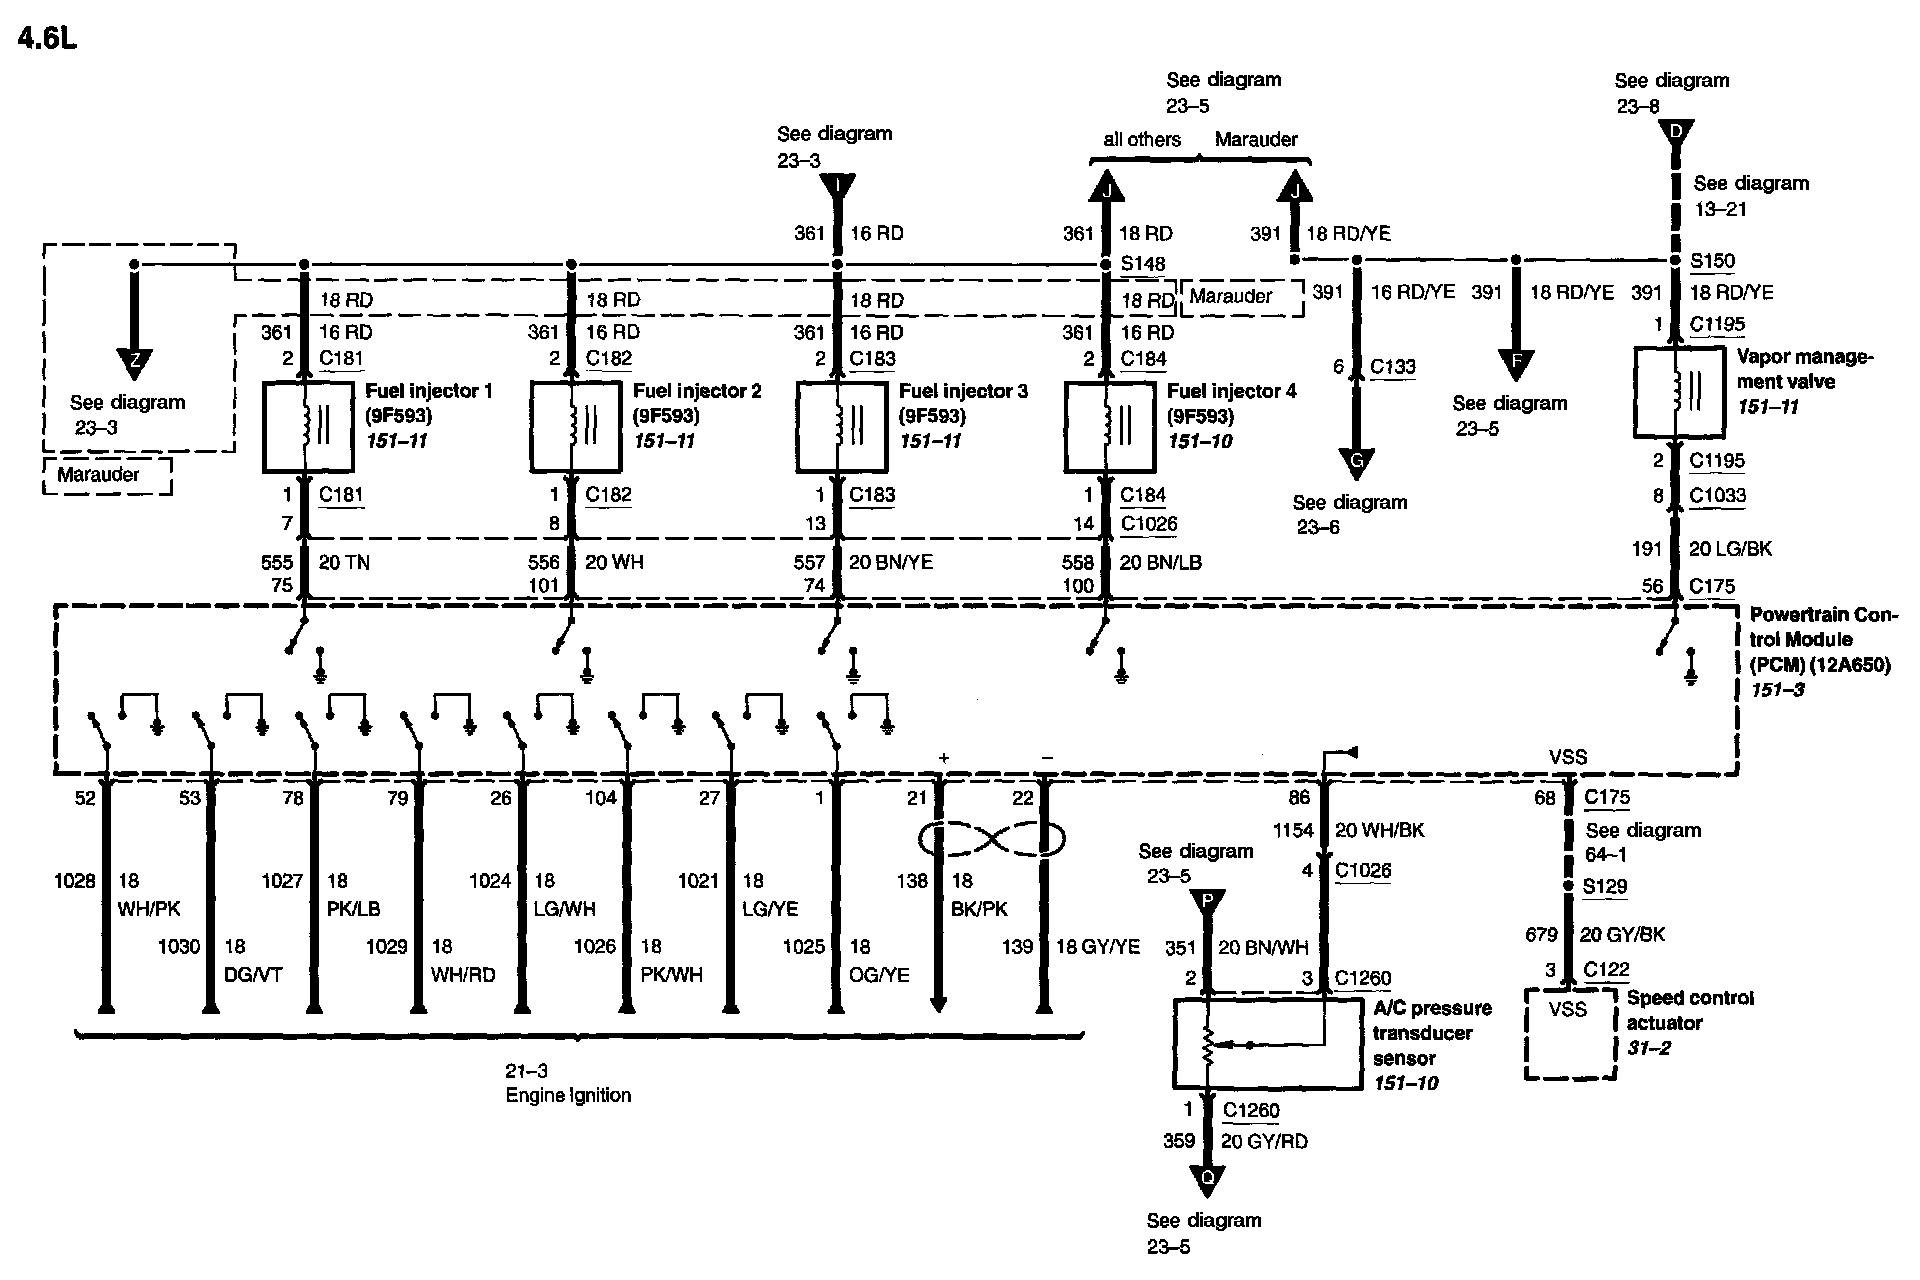 4.6L
See diagram
23–5
See diagram
23–8
D
all others Marauder
See diagram
23–3
I
J
J
See diagram
13–21
361 16 RD
361 18 RD
391 18 RD/YE
S148
S150
18 RD
18 RD
18 RD
18 RD
Marauder
391 16 RD/YE
391 18 RD/YE
391 18 RD/YE
361 16 RD
361 16 RD
361 16 RD
361 16 RD
1 C1195
2 C181
2 C182
2 C183
2 C184
6 C133
Z
F
See diagram
23–3
Marauder
Fuel injector 1
(9F593)
151–11
Fuel injector 2
(9F593)
151–11
Fuel injector 3
(9F593)
151–11
Fuel injector 4
(9F593)
151–10
See diagram
23–5
Vapor manage-
ment valve
151–11
G
See diagram
23–6
2 C1195
8 C1033
1 C181
1 C182
1 C183
1 C184
7
8
13
14 C1026
555 20 TN
556 20 WH
557 20 BN/YE
558 20 BN/LB
191 20 LG/BK
75
101
74
100
56 C175
Powertrain Con-
trol Module
(PCM) (12A650)
151–3
+
–
VSS
52
53
78
79
26
104
27
1
21
22
86
68 C175
1154 20 WH/BK
See diagram
64–1
See diagram
23–5
4 C1026
S129
1028 18
WH/PK
1027 18
PK/LB
1024 18
LG/WH
1021 18
LG/YE
138 18
BK/PK
P
1030 18
DG/VT
1029 18
WH/RD
1026 18
PK/WH
1025 18
OG/YE
139 18 GY/YE
351 20 BN/WH
679 20 GY/BK
2
3 C1260
3 C122
VSS
A/C pressure
transducer
sensor
151–10
Speed control
actuator
31–2
21–3
Engine Ignition
1 C1260
359 20 GY/RD
Q
See diagram
23–5